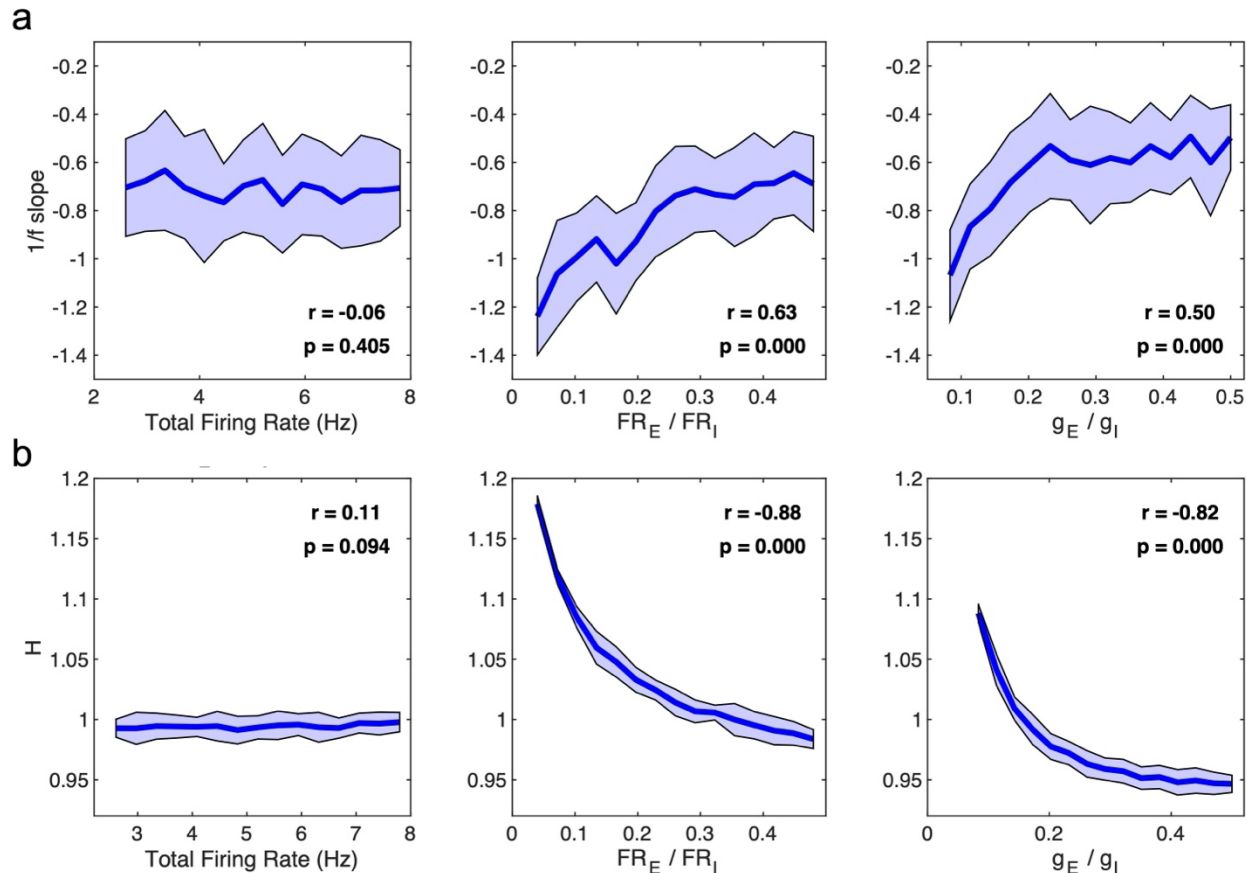 a
-0.2
-0.4
-0.6
-0.8
-1
-1.2
-1.4
1/f slope
r = -0.06
p = 0.405
2 4 6 8
Total Firing Rate (Hz)
-0.2
-0.4
-0.6
-0.8
-1
-1.2
-1.4
r = 0.63
p = 0.000
0 0.1 0.2 0.3 0.4
FR_E / FR_I
-0.2
-0.4
-0.6
-0.8
-1
-1.2
-1.4
r = 0.50
p = 0.000
0.1 0.2 0.3 0.4 0.5
g_E / g_I
b
1.2
1.15
1.1
1.05
1
0.95
H
r = 0.11
p = 0.094
3 4 5 6 7 8
Total Firing Rate (Hz)
1.2
1.15
1.1
1.05
1
0.95
r = -0.88
p = 0.000
0 0.1 0.2 0.3 0.4
FR_E / FR_I
1.2
1.15
1.1
1.05
1
0.95
r = -0.82
p = 0.000
0 0.2 0.4
g_E / g_I